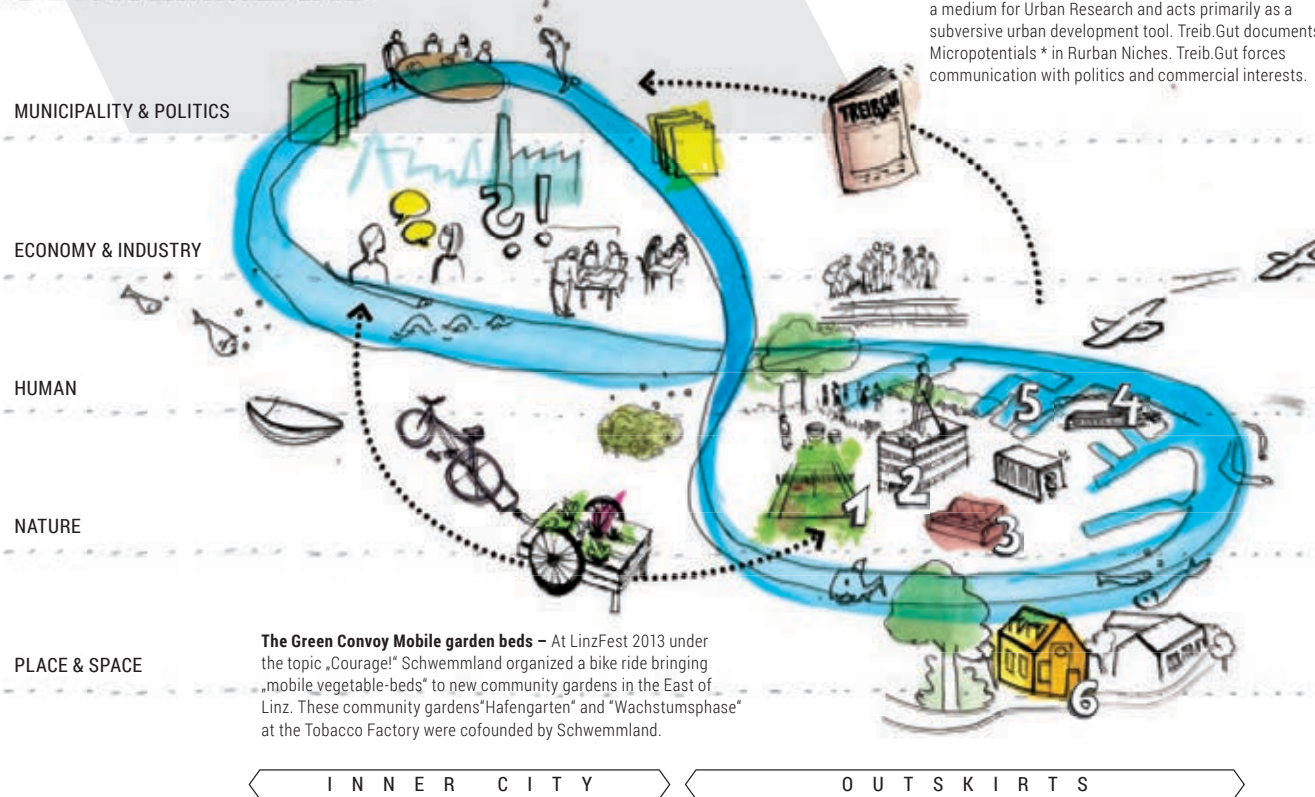 a medium for Urban Research and acts primarily as a
subversive urban development tool. Treib.Gut documents
Micropotentials * in Rurban Niches. Treib.Gut forces
communication with politics and commercial interests.
MUNICIPALITY & POLITICS
TREIBGUT
ECONOMY & INDUSTRY
?!
HUMAN
5
4
2
1
3
NATURE
PLACE & SPACE
6
The Green Convoy Mobile garden beds – At LinzFest 2013 under
the topic „Courage!“ Schwemmland organized a bike ride bringing
„mobile vegetable-beds“ to new community gardens in the East of
Linz. These community gardens“Hafengarten“ and “Wachstumsphase“
at the Tobacco Factory were cofounded by Schwemmland.
INNER CITY
OUTSKIRTS